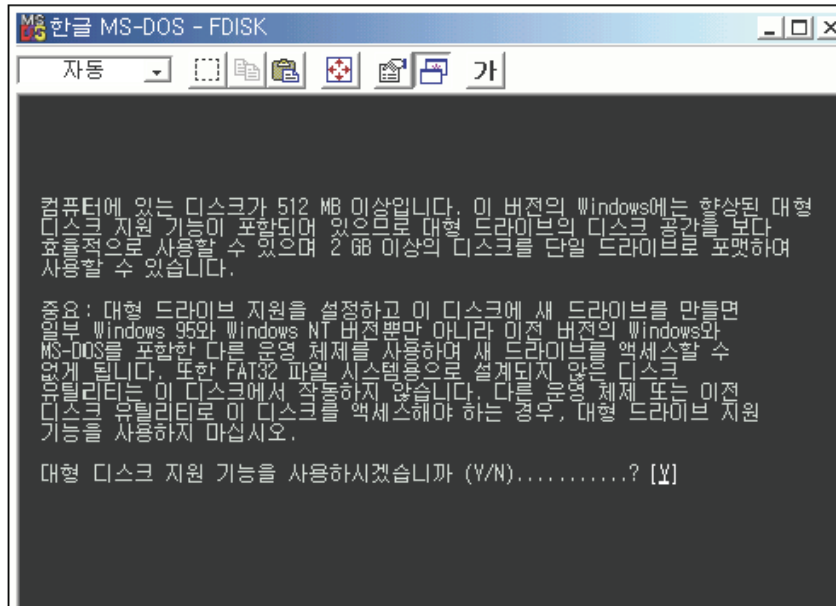 한글 MS-DOS - FDISK
자동
가
컴퓨터에 있는 디스크가 512 MB 이상입니다. 이 버전의 Windows에는 향상된 대형
디스크 지원 기능이 포함되어 있으므로 대형 드라이브의 디스크 공간을 보다
효율적으로 사용할 수 있으며 2 GB 이상의 디스크를 단일 드라이브로 포맷하여
사용할 수 있습니다.
중요: 대형 드라이브 지원을 설정하고 이 디스크에 새 드라이브를 만들면
일부 Windows 95와 Windows NT 버전뿐만 아니라 이전 버전의 Windows와
MS-DOS를 포함한 다른 운영 체제를 사용하여 새 드라이브를 액세스할 수
없게 됩니다. 또한 FAT32 파일 시스템용으로 설계되지 않은 디스크
유틸리티는 이 디스크에서 작동하지 않습니다. 다른 운영 체제 또는 이전
디스크 유틸리티로 이 디스크를 액세스해야 하는 경우, 대형 드라이브 지원
기능을 사용하지 마십시오.
대형 디스크 지원 기능을 사용하시겠습니까 (Y/N)...........? [Y]